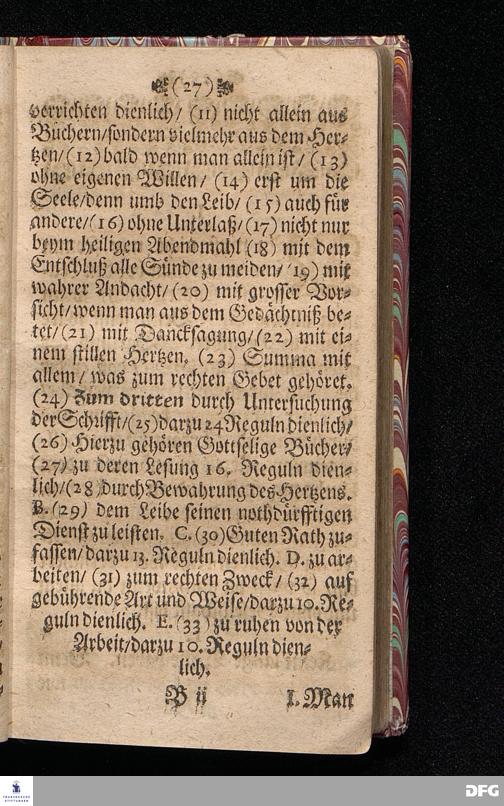 (27)
verrichten dienlich/ (11) nicht allein aus
Büchern/sondern vielmehr aus dem Her-
tzen/(12)bald wenn man allein ist/ (13)
ohne eigenen Willen/ (14) erst um die
Seele/denn umb den Leib/ (15) auch für
andere/(16) ohne Unterlaß/(17) nicht nur
beym heiligen Abendmahl (18) mit dem
Entschluß alle Sünde zu meiden/ (19) mit
wahrer Andacht/ (20) mit grosser Vor-
sicht/wenn man aus dem Gedächtniß be-
tet/(21) mit Dancksagung/(22) mit ei-
nem stillen Hertzen. (23) Summa mit
allem/ was zum rechten Gebet gehöret.
(24) Zum dritten durch Untersuchung
der Schrifft/(25)darzu 24 Reguln dienlich/
(26) Hierzu gehören Gottselige Bücher/
(27) zu deren Lesung 16. Reguln dien-
lich/(28)durch Bewahrung des Hertzens.
B. (29) dem Leibe seinen nothdürfftigen
Dienst zu leisten. C. (30)Guten Rath zu-
fassen/darzu 13. Reguln dienlich. D. zu ar-
beiten/ (31) zum rechten Zweck/ (32) auf
gebührende Art und Weise/darzu 10. Re-
guln dienlich. E. (33) zu ruhen von der
Arbeit/darzu 10. Reguln dien-
lich.
B ii 1. Man
FRANCKESCHE
STIFTUNGEN
DFG